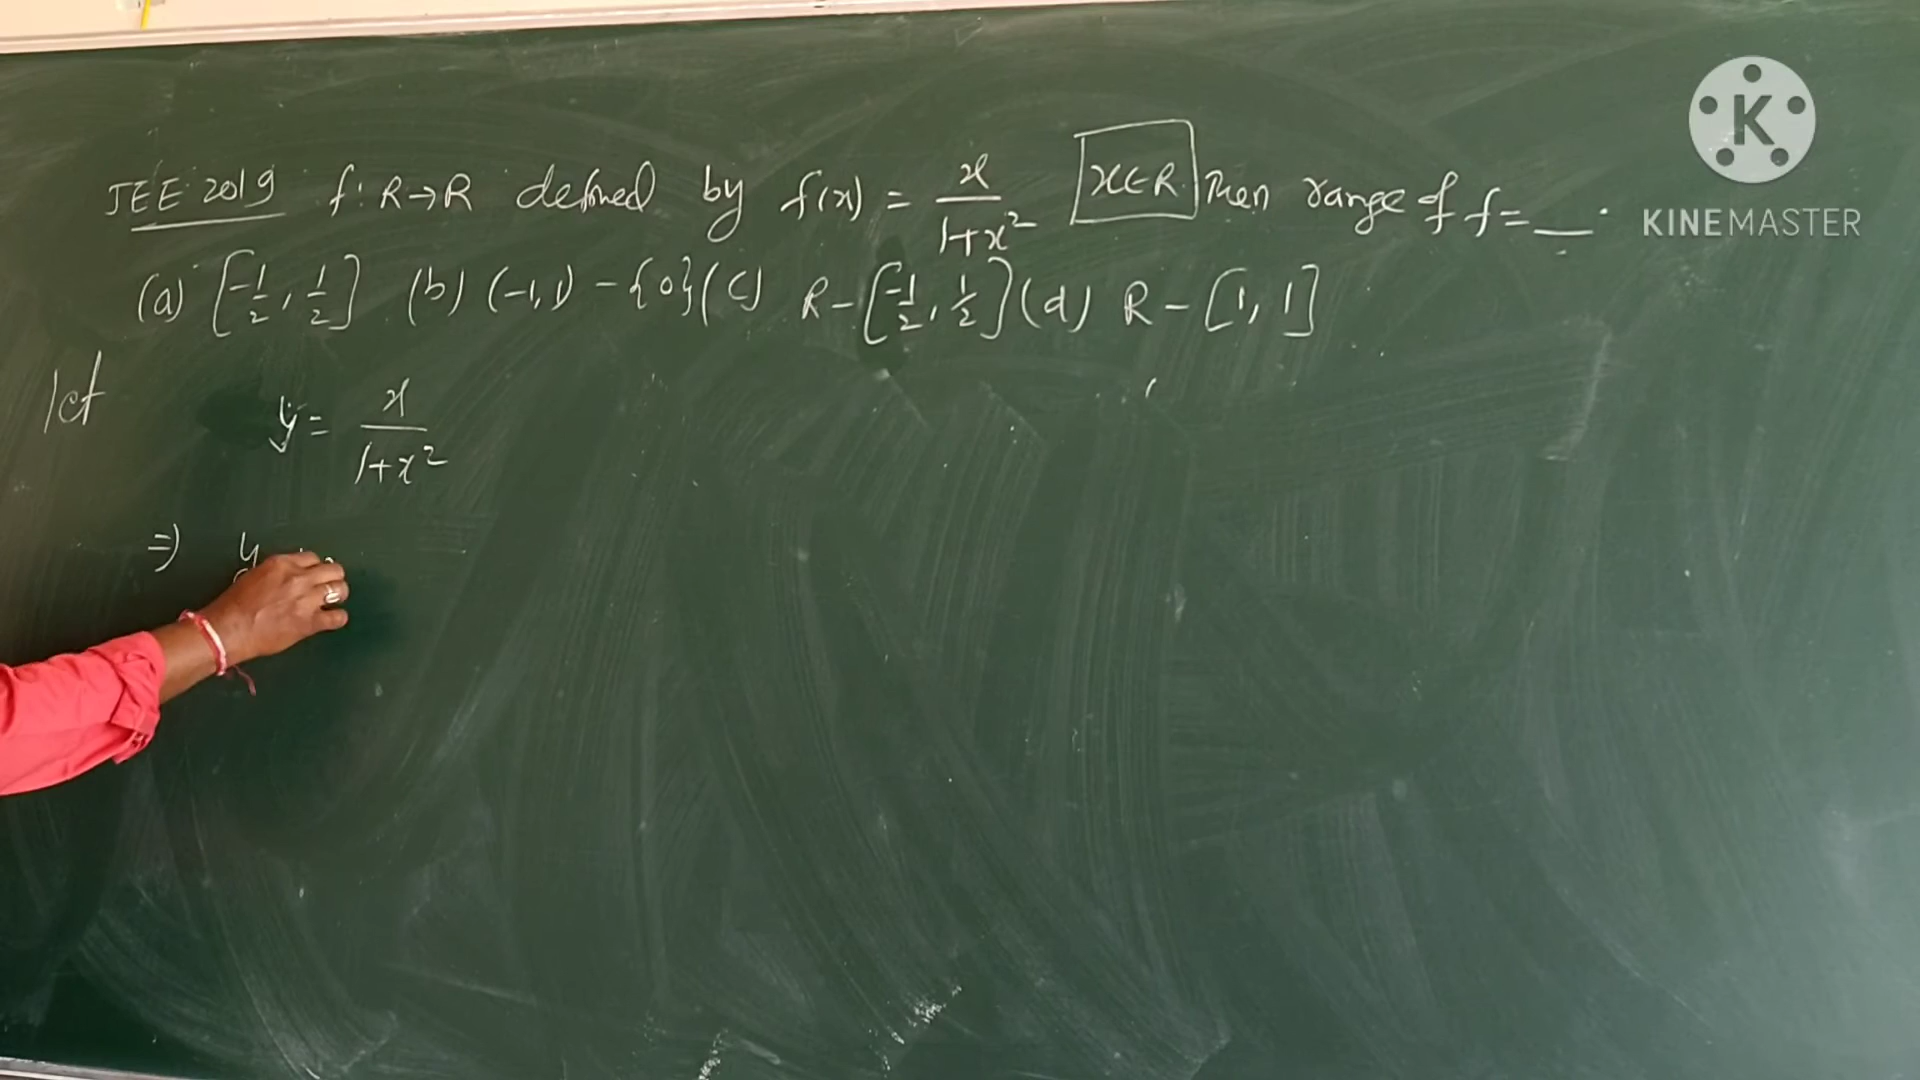 K
KINEMASTER
JEE 2019 f: R→R defined by f(x) = x/(1+x²) x∈R Then range of f = __.
(a) [-1/2, 1/2] (b) (-1,1) - {0} (c) R - [-1/2, 1/2] (d) R - [1, 1]
let y = x/(1+x²)
⇒ y